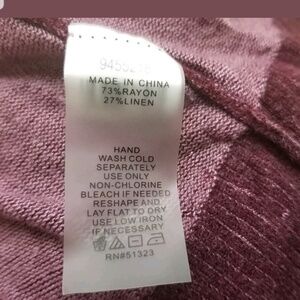 MADE IN CHINA
73%RAYON
27%LINEN
HAND
WASH COLD
SEPARATELY
USE ONLY
NON-CHLORINE
BLEACH IF NEEDED
RESHAPE AND
LAY FLAT TO DRY
USE LOW IRON
IF NECESSARY
RN#51323